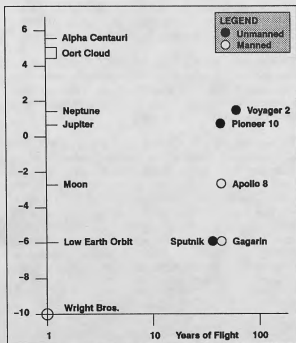 LEGEND
Unmanned
Manned
6
4
2
0
−2
−4
−6
−8
−10
Alpha Centauri
Oort Cloud
Neptune
Jupiter
Moon
Low Earth Orbit
Wright Bros.
Voyager 2
Pioneer 10
Apollo 8
Sputnik
Gagarin
1
10
Years of Flight
100